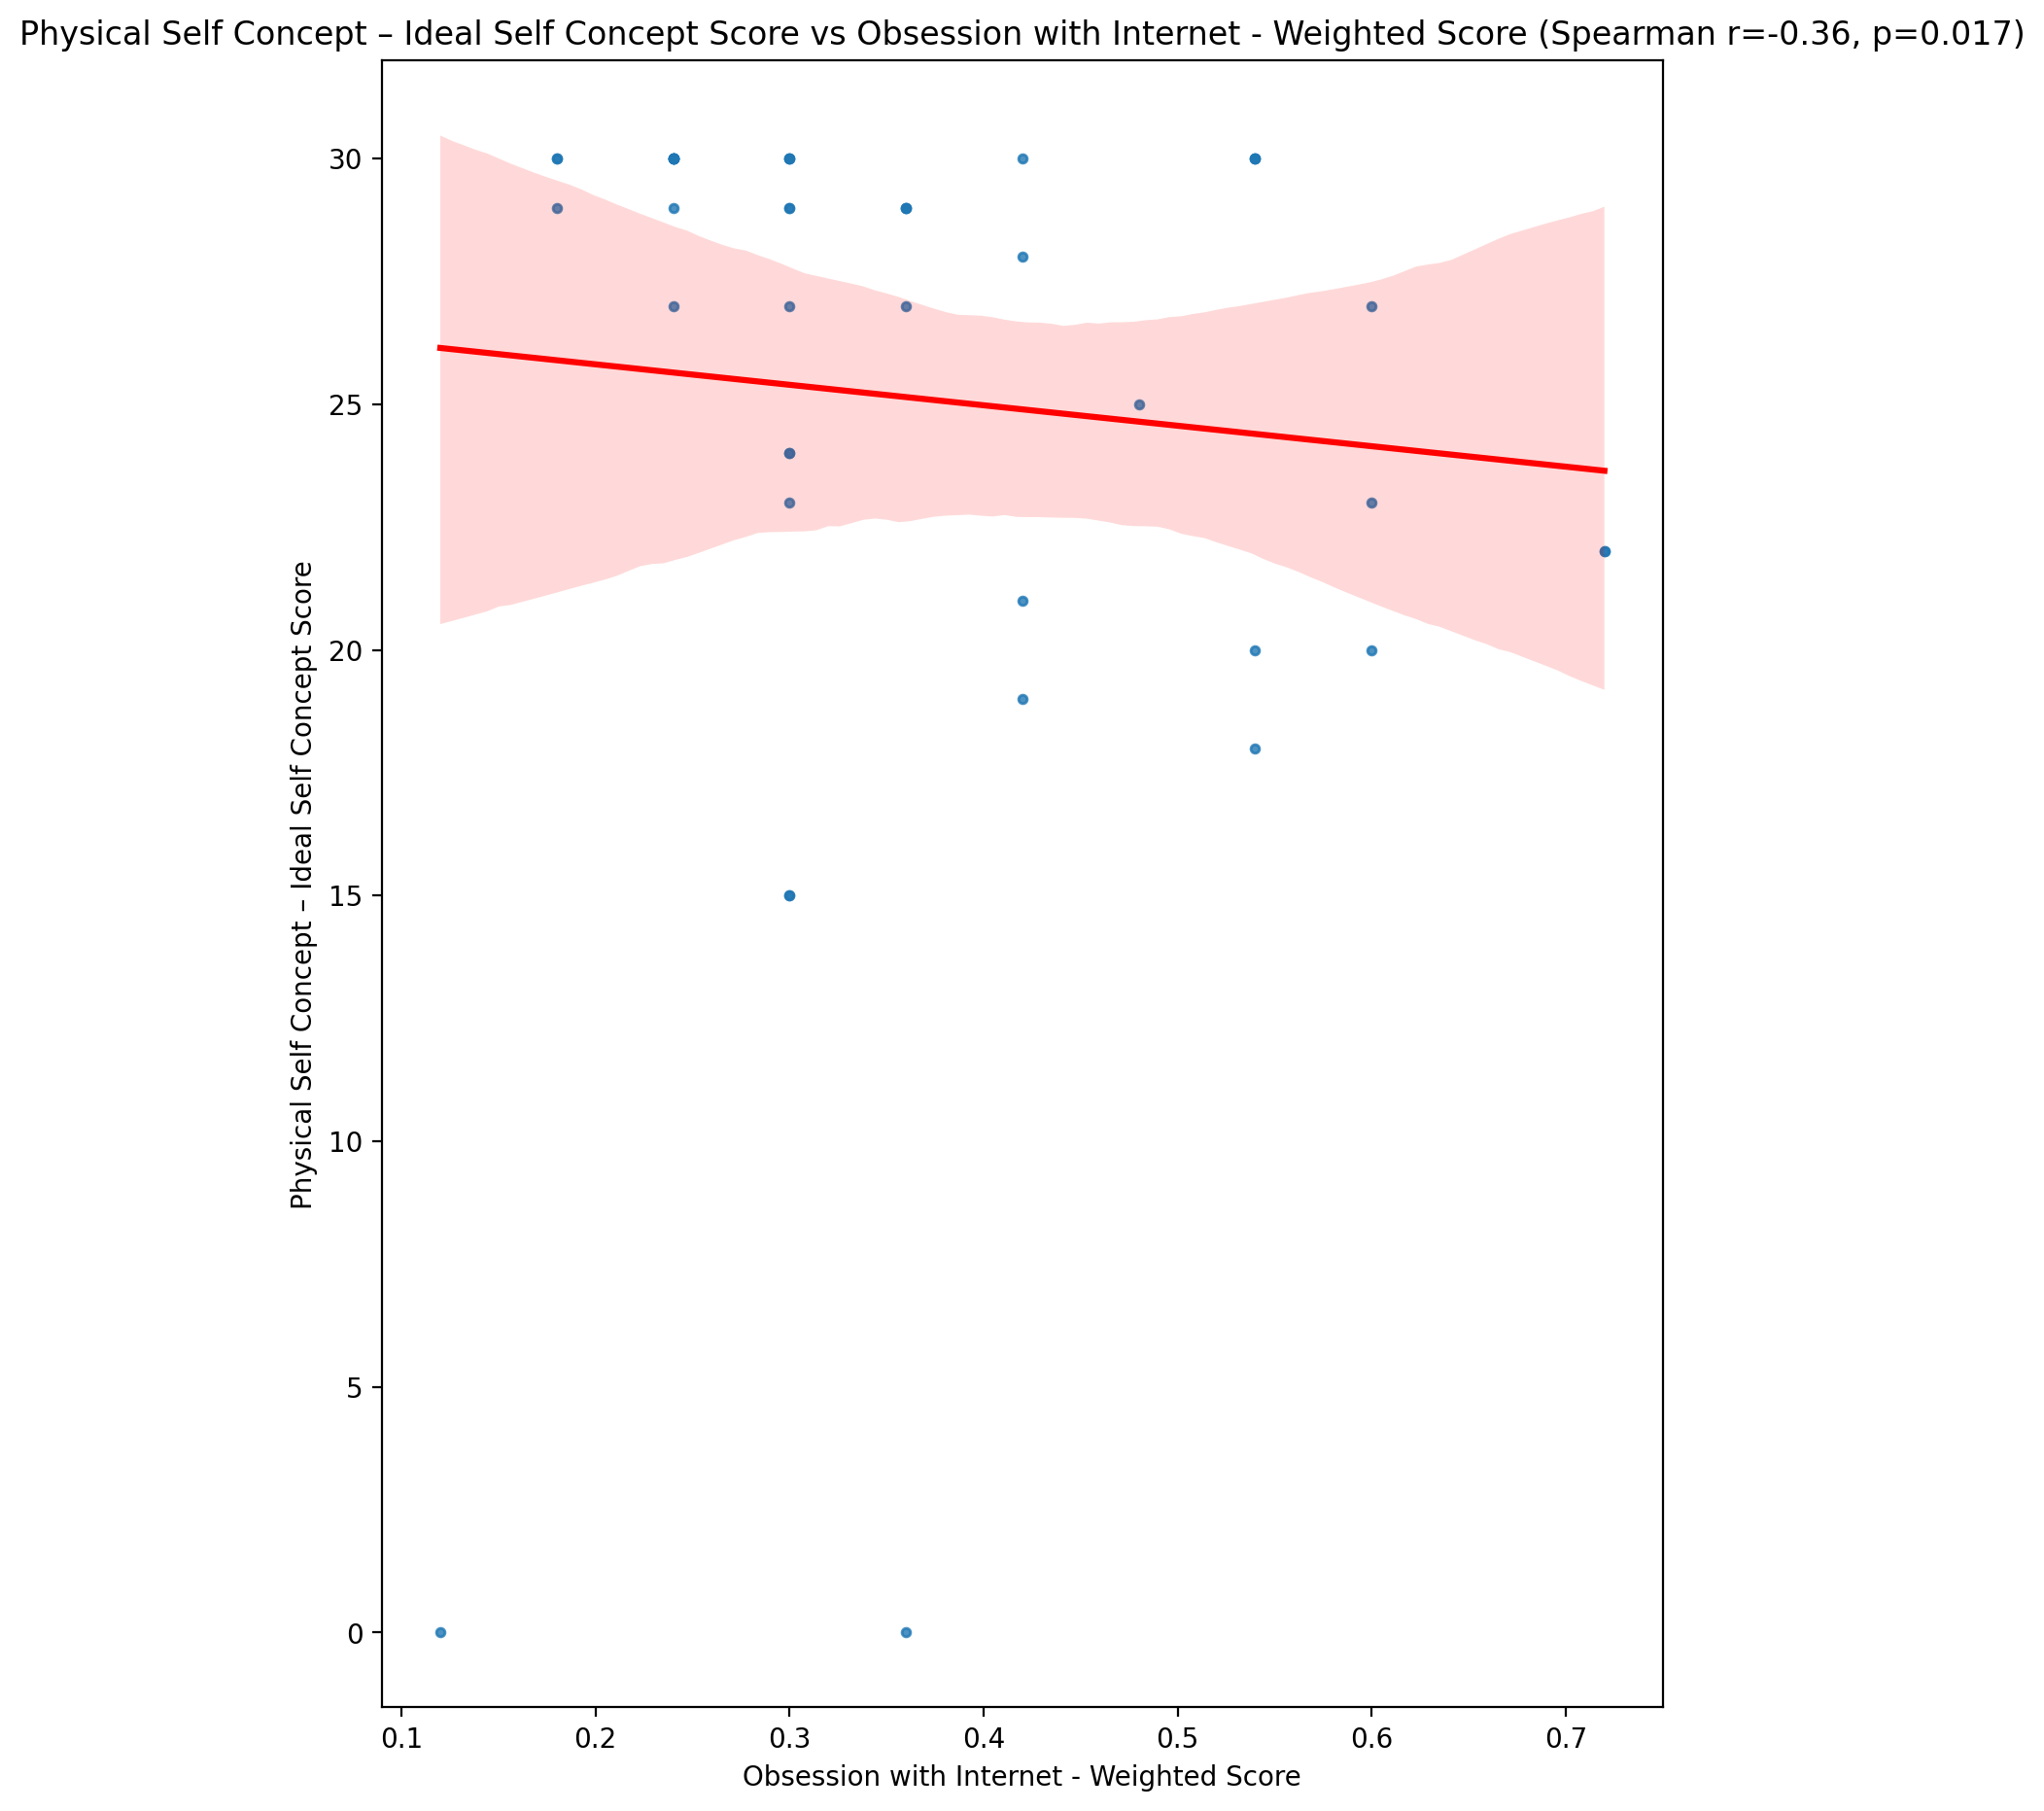 Physical Self Concept – Ideal Self Concept Score vs Obsession with Internet - Weighted Score (Spearman r=-0.36, p=0.017)
Physical Self Concept – Ideal Self Concept Score
30
25
20
15
10
5
0
0.1 0.2 0.3 0.4 0.5 0.6 0.7
Obsession with Internet - Weighted Score